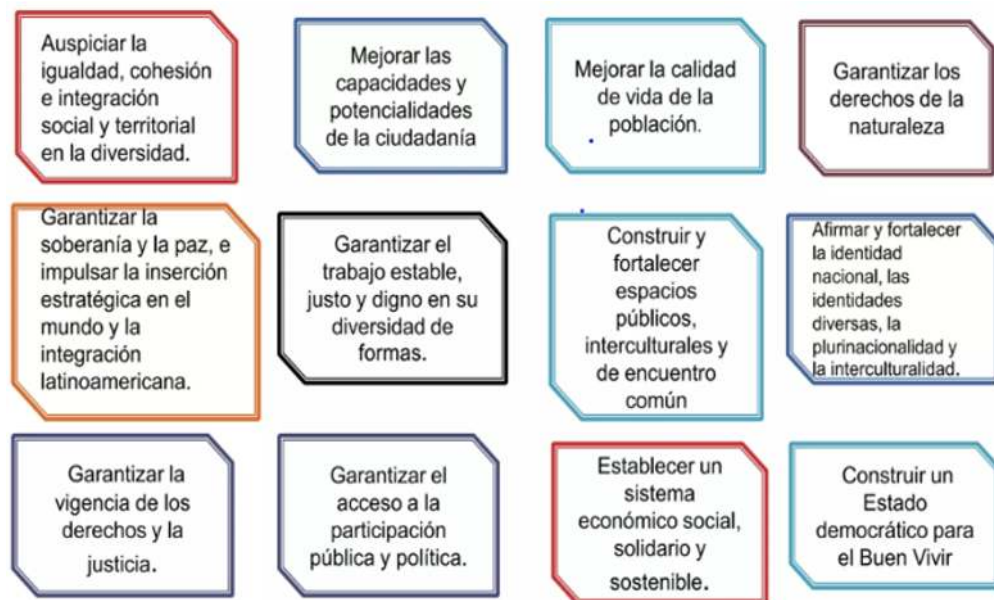 Auspiciar la
igualdad, cohesión
e integración
social y territorial
en la diversidad.
Mejorar las
capacidades y
potencialidades
de la ciudadanía
Mejorar la calidad
de vida de la
población.
Garantizar los
derechos de la
naturaleza
Garantizar la
soberanía y la paz, e
impulsar la inserción
estratégica en el
mundo y la
integración
latinoamericana.
Garantizar el
trabajo estable,
justo y digno en su
diversidad de
formas.
Construir y
fortalecer
espacios
públicos,
interculturales y
de encuentro
común
Afirmar y fortalecer
la identidad
nacional, las
identidades
diversas, la
plurinacionalidad y
la interculturalidad.
Garantizar la
vigencia de los
derechos y la
justicia.
Garantizar el
acceso a la
participación
pública y política.
Establecer un
sistema
económico social,
solidario y
sostenible.
Construir un
Estado
democrático para
el Buen Vivir